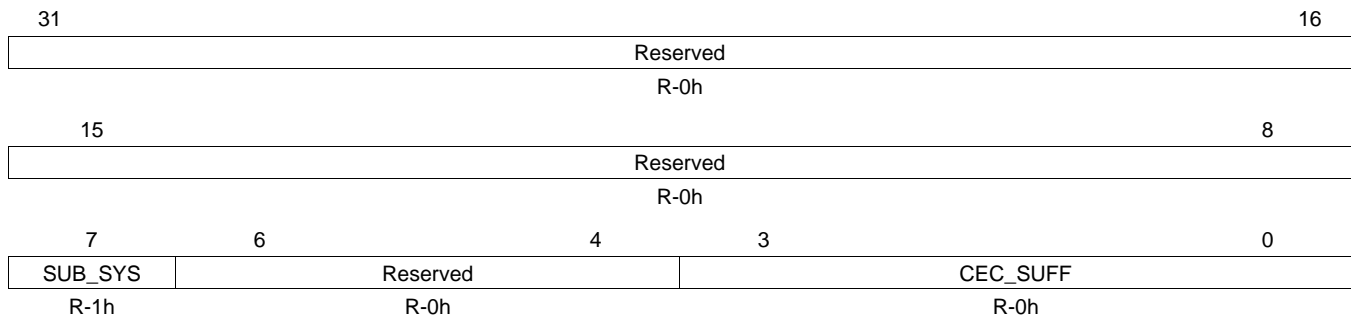 31 16
Reserved
R-0h
15 8
Reserved
R-0h
7 6 4 3 0
SUB_SYS Reserved CEC_SUFF
R-1h R-0h R-0h